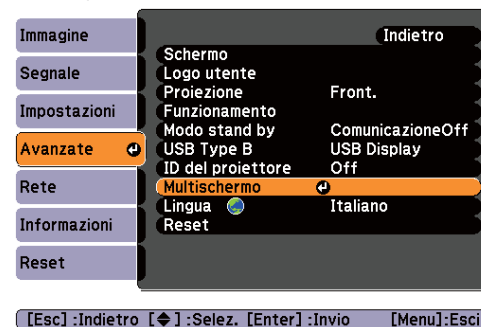 Immagine
Segnale
Impostazioni
Avanzate
Rete
Informazioni
Reset
Indietro
Schermo
Logo utente
Proiezione Front.
Funzionamento
Modo stand by ComunicazioneOff
USB Type B USB Display
ID del proiettore Off
Multischermo
Lingua Italiano
Reset
[Esc] :Indietro [◆] :Selez. [Enter] :Invio [Menu]:Esci